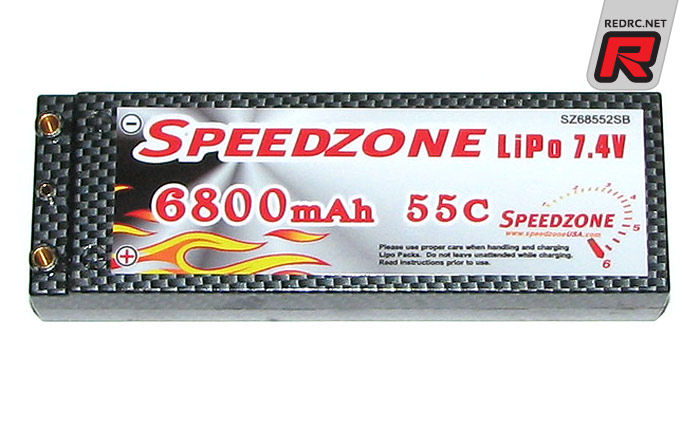 REDRC.NET
R
SZ68552SB
SPEEDZONE LiPo 7.4V
6800mAh 55C
SPEEDZONE
www.speedzoneUSA.com
5
6
Please use proper care when handling and charging
Lipo Packs. Do not leave unattended while charging.
Read instructions prior to use.